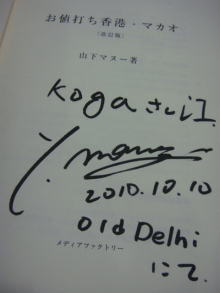 お値打ち香港・マカオ
〈改訂版〉
山下マヌー著
Kogaさんへ
2010.10.10
Old Delhi
にて.
メディアファクトリー